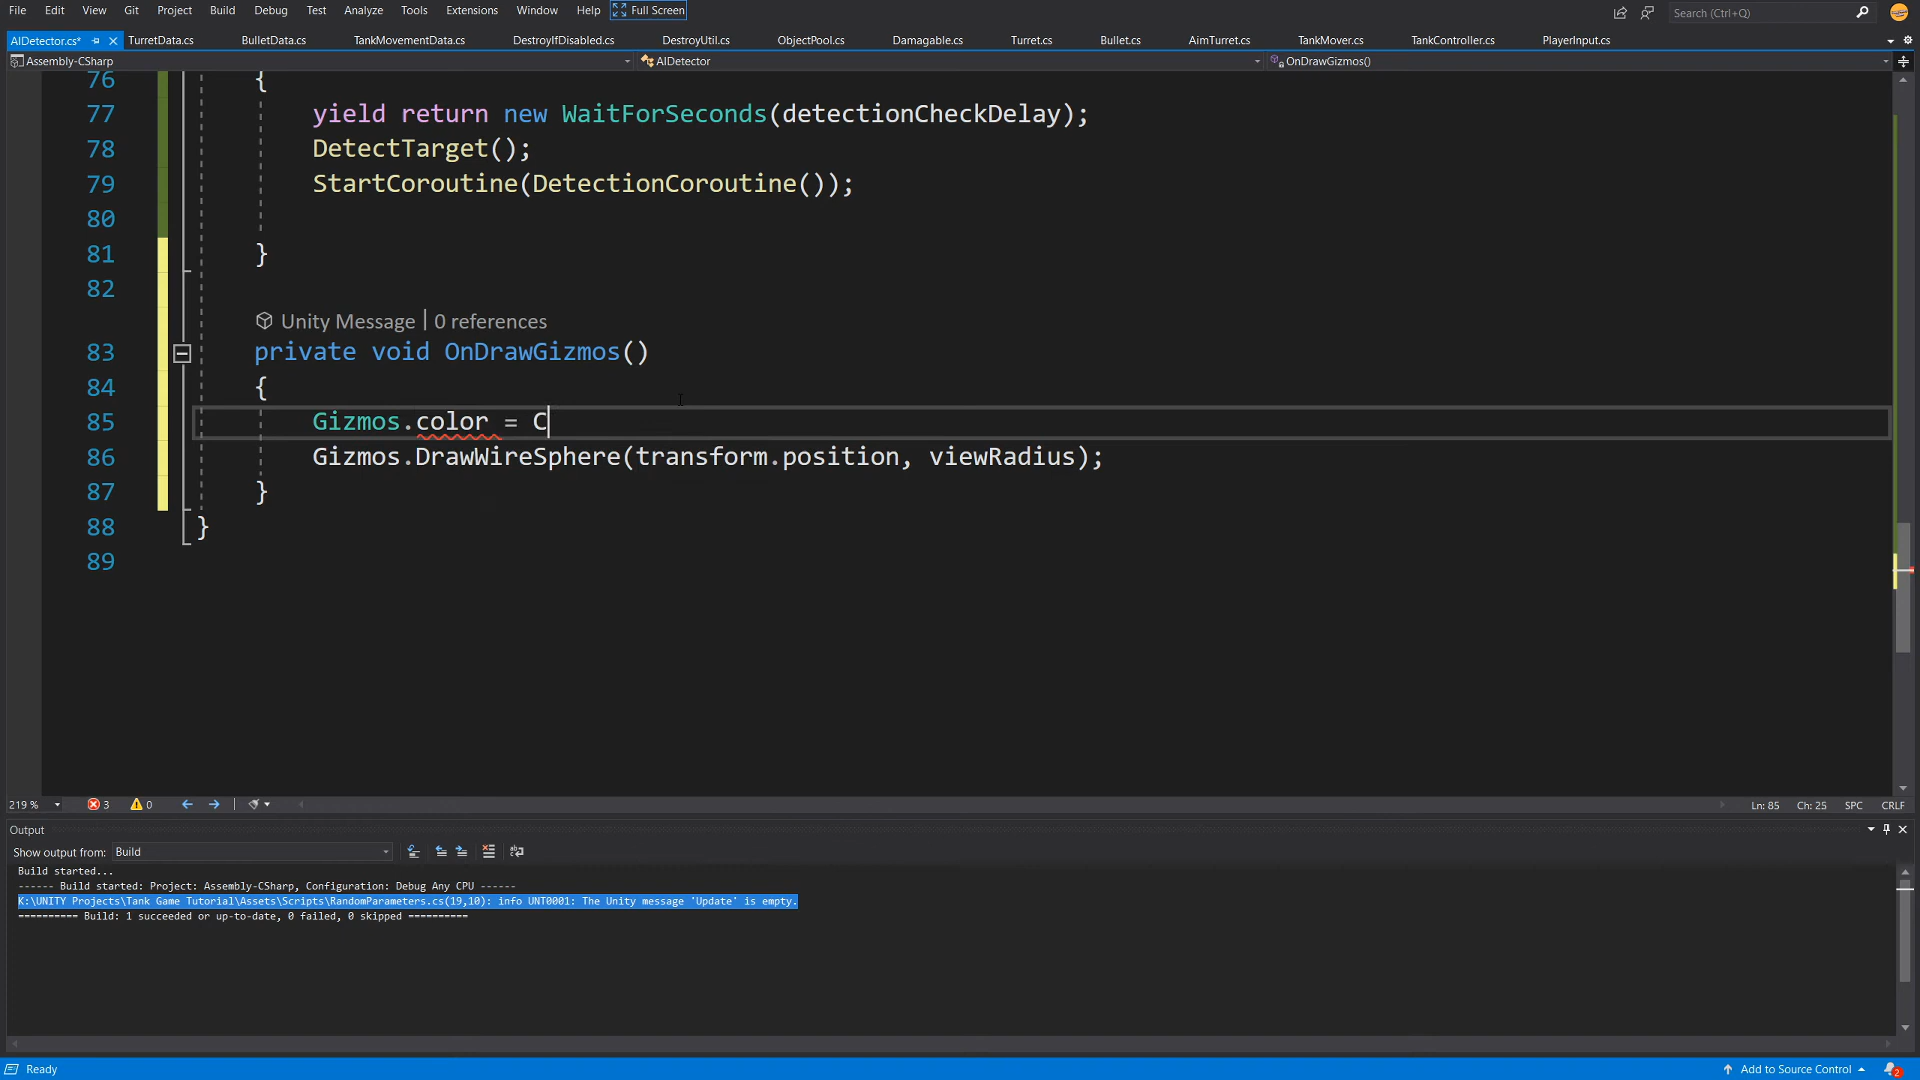 File Edit View Git Project Build Debug Test Analyze Tools Extensions Window Help Full Screen Search (Ctrl+Q)
AIDetector.cs* TurretData.cs BulletData.cs TankMovementData.cs DestroyIfDisabled.cs DestroyUtil.cs ObjectPool.cs Damagable.cs Turret.cs Bullet.cs AimTurret.cs TankMover.cs TankController.cs PlayerInput.cs
Assembly-CSharp AIDetector OnDrawGizmos()
76 {
77 yield return new WaitForSeconds(detectionCheckDelay);
78 DetectTarget();
79 StartCoroutine(DetectionCoroutine());
80
81 }
82
Unity Message | 0 references
83 private void OnDrawGizmos()
84 {
85 Gizmos.color = C
86 Gizmos.DrawWireSphere(transform.position, viewRadius);
87 }
88 }
89
219 % 3 0 Ln: 85 Ch: 25 SPC CRLF
Output
Show output from: Build
Build started...
------ Build started: Project: Assembly-CSharp, Configuration: Debug Any CPU ------
K:\UNITY Projects\Tank Game Tutorial\Assets\Scripts\RandomParameters.cs(19,10): info UNT0001: The Unity message 'Update' is empty.
========== Build: 1 succeeded or up-to-date, 0 failed, 0 skipped ==========
Ready Add to Source Control 2